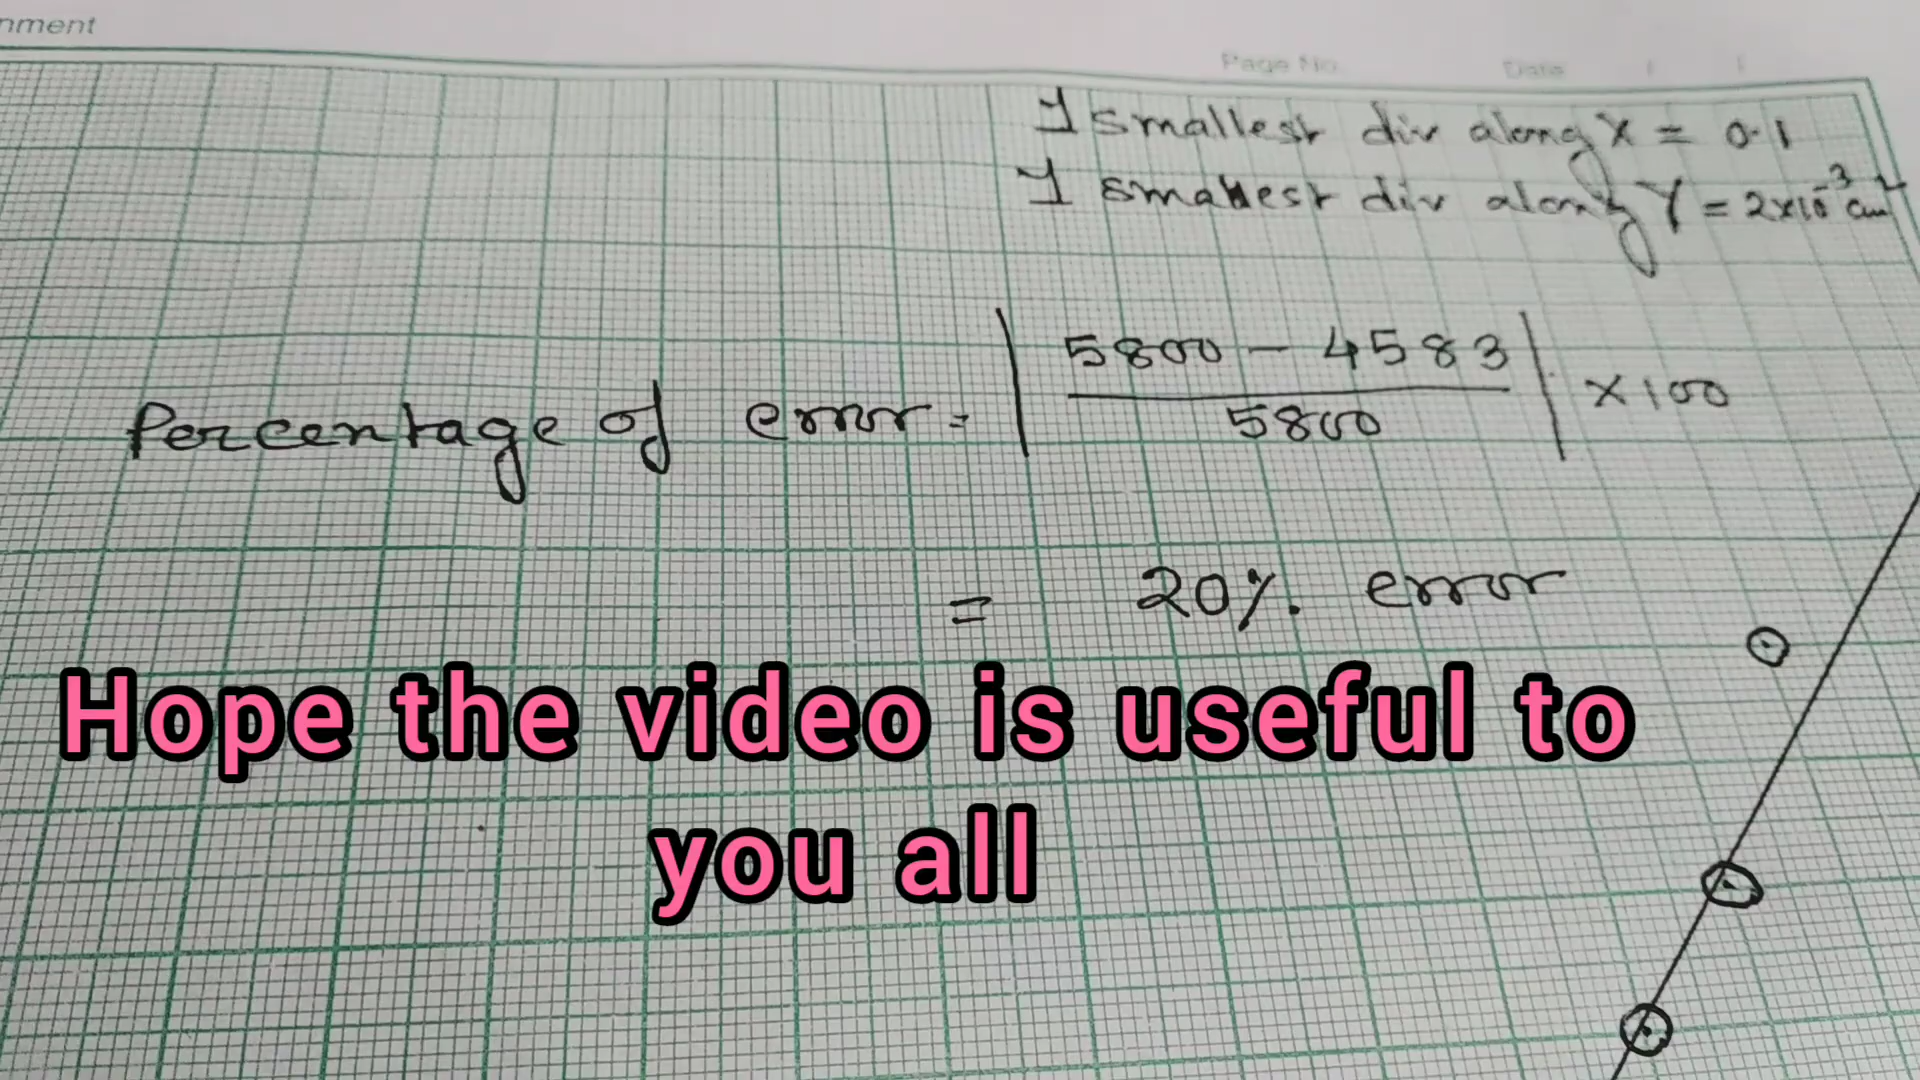 nment
Page No.
Date / /
1 smallest div along X = 0.1
1 smallest div along Y = 2×10⁻³ cm²
Percentage of error = | 5800 - 4583 / 5800 | × 100
= 20% error
Hope the video is useful to
you all